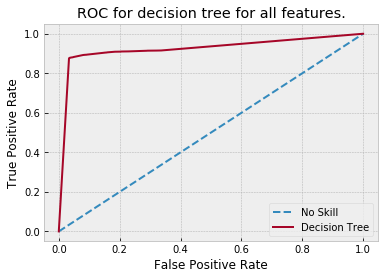 ROC for decision tree for all features.
1.0
0.8
0.6
0.4
0.2
0.0
True Positive Rate
No Skill
Decision Tree
0.0 0.2 0.4 0.6 0.8 1.0
False Positive Rate